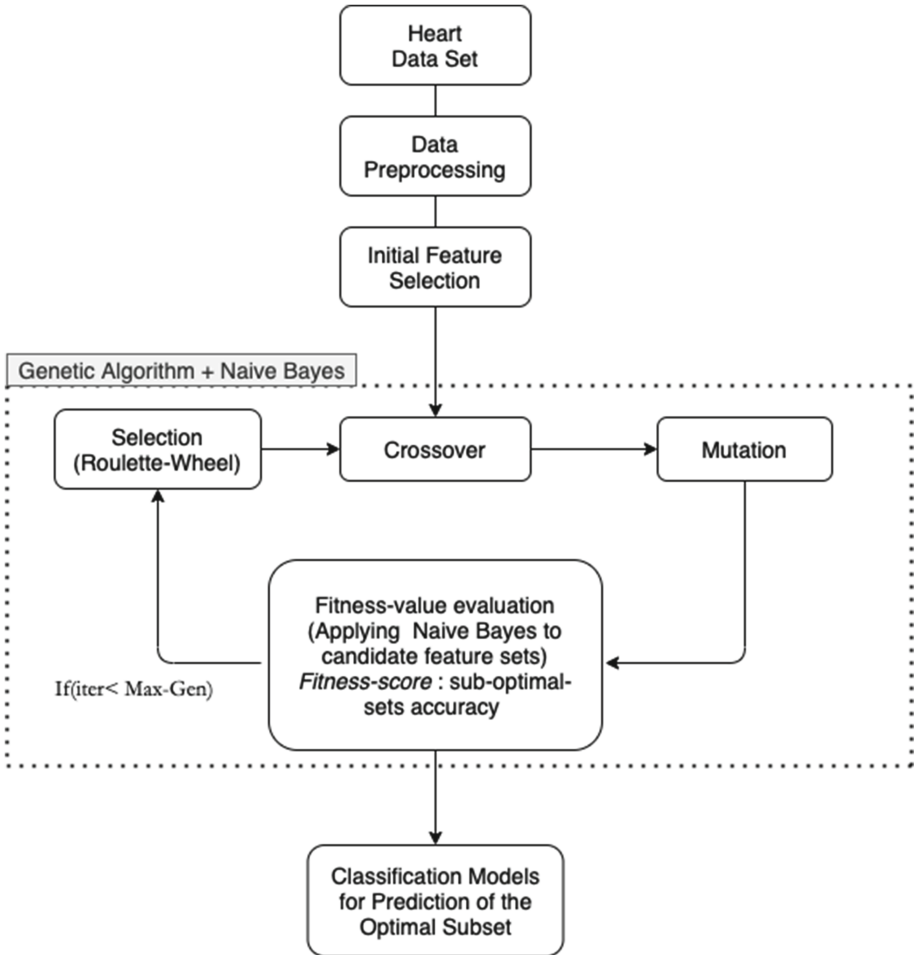 Heart
Data Set
Data
Preprocessing
Initial Feature
Selection
Genetic Algorithm + Naive Bayes
Selection
(Roulette-Wheel)
Crossover
Mutation
Fitness-value evaluation
(Applying Naive Bayes to
candidate feature sets)
Fitness-score : sub-optimal-
sets accuracy
If(iter< Max-Gen)
Classification Models
for Prediction of the
Optimal Subset